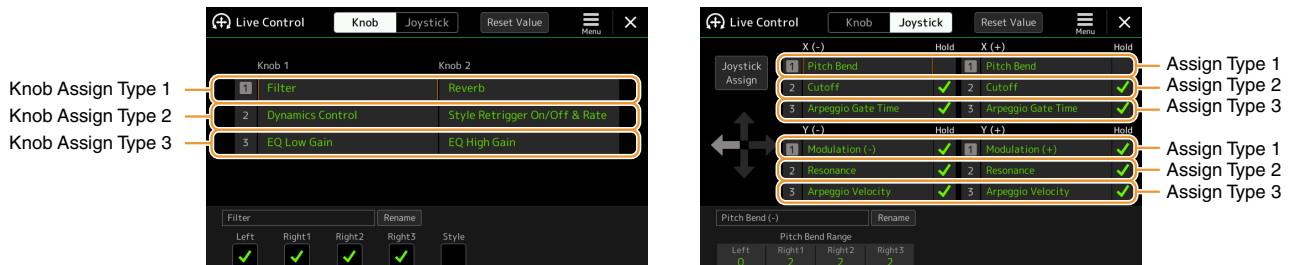 Live Control Knob Joystick Reset Value Menu
Knob 1 Knob 2
Knob Assign Type 1 1 Filter Reverb
Knob Assign Type 2 2 Dynamics Control Style Retrigger On/Off & Rate
Knob Assign Type 3 3 EQ Low Gain EQ High Gain
Filter Rename
Left Right1 Right2 Right3 Style
Live Control Knob Joystick Reset Value Menu
X (-) Hold X (+) Hold
Joystick Assign
1 Pitch Bend 1 Pitch Bend Assign Type 1
2 Cutoff 2 Cutoff Assign Type 2
3 Arpeggio Gate Time 3 Arpeggio Gate Time Assign Type 3
Y (-) Hold Y (+) Hold
1 Modulation (-) 1 Modulation (+) Assign Type 1
2 Resonance 2 Resonance Assign Type 2
3 Arpeggio Velocity 3 Arpeggio Velocity Assign Type 3
Pitch Bend (-) Rename
Pitch Bend Range
Left Right1 Right2 Right3
0 2 2 2